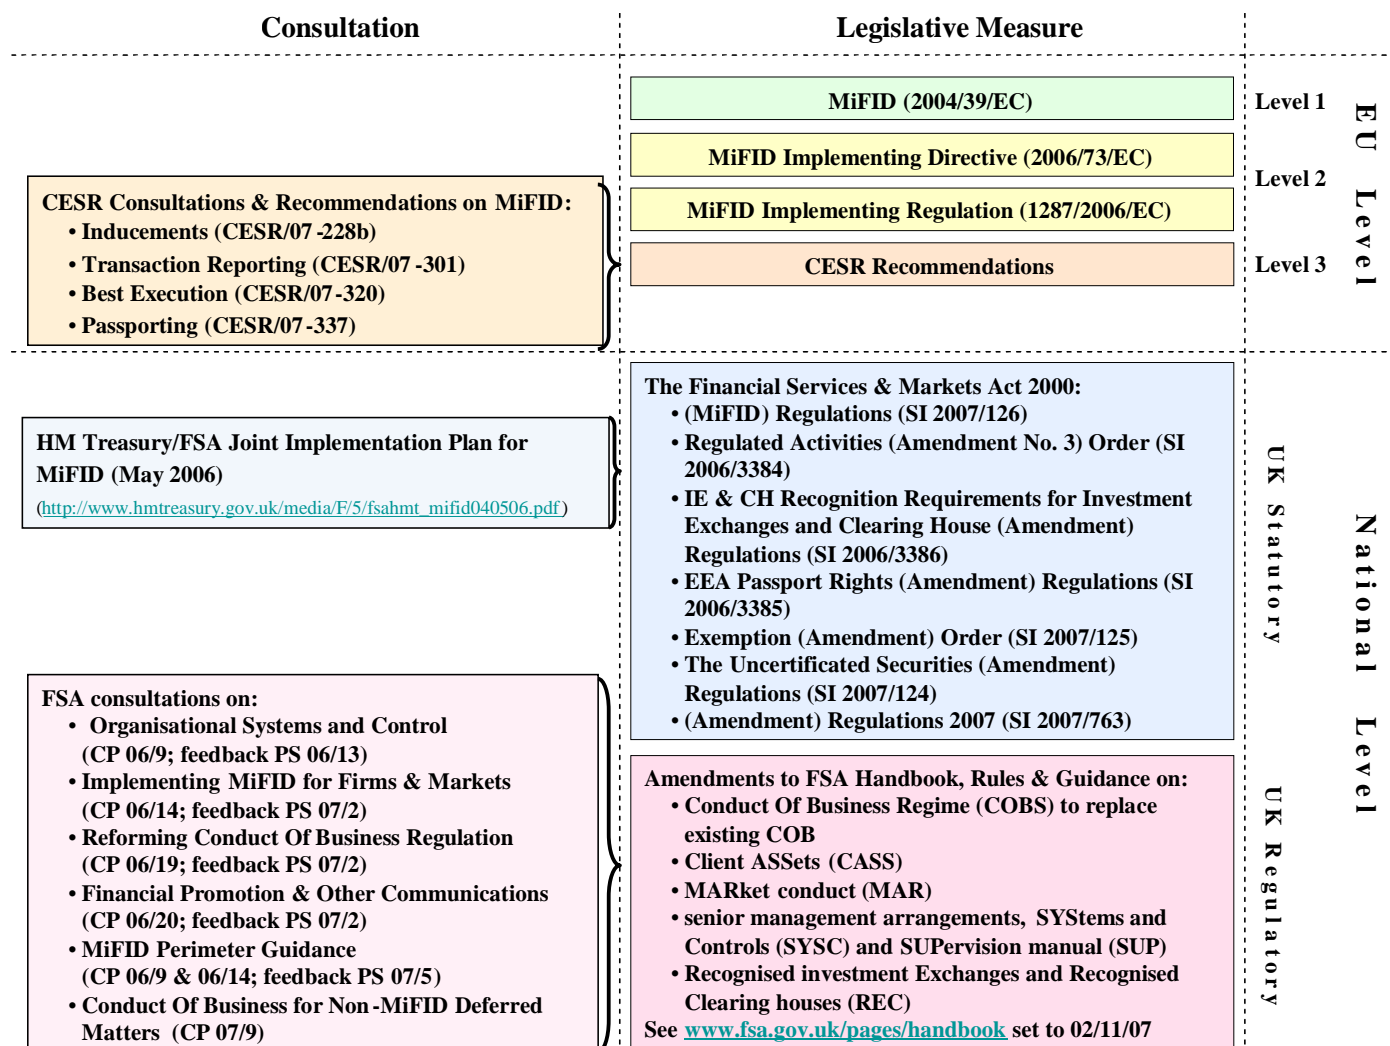 Consultation
Legislative Measure
MiFID (2004/39/EC)
Level 1
MiFID Implementing Directive (2006/73/EC)
Level 2
MiFID Implementing Regulation (1287/2006/EC)
CESR Recommendations
Level 3
EU Level
CESR Consultations & Recommendations on MiFID:
• Inducements (CESR/07-228b)
• Transaction Reporting (CESR/07-301)
• Best Execution (CESR/07-320)
• Passporting (CESR/07-337)
HM Treasury/FSA Joint Implementation Plan for
MiFID (May 2006)
(http://www.hmtreasury.gov.uk/media/F/5/fsahmt_mifid040506.pdf)
The Financial Services & Markets Act 2000:
• (MiFID) Regulations (SI 2007/126)
• Regulated Activities (Amendment No. 3) Order (SI
2006/3384)
• IE & CH Recognition Requirements for Investment
Exchanges and Clearing House (Amendment)
Regulations (SI 2006/3386)
• EEA Passport Rights (Amendment) Regulations (SI
2006/3385)
• Exemption (Amendment) Order (SI 2007/125)
• The Uncertificated Securities (Amendment)
Regulations (SI 2007/124)
• (Amendment) Regulations 2007 (SI 2007/763)
UK Statutory
National Level
FSA consultations on:
• Organisational Systems and Control
(CP 06/9; feedback PS 06/13)
• Implementing MiFID for Firms & Markets
(CP 06/14; feedback PS 07/2)
• Reforming Conduct Of Business Regulation
(CP 06/19; feedback PS 07/2)
• Financial Promotion & Other Communications
(CP 06/20; feedback PS 07/2)
• MiFID Perimeter Guidance
(CP 06/9 & 06/14; feedback PS 07/5)
• Conduct Of Business for Non-MiFID Deferred
Matters (CP 07/9)
Amendments to FSA Handbook, Rules & Guidance on:
• Conduct Of Business Regime (COBS) to replace
existing COB
• Client ASSets (CASS)
• MARket conduct (MAR)
• senior management arrangements, SYStems and
Controls (SYSC) and SUPervision manual (SUP)
• Recognised investment Exchanges and Recognised
Clearing houses (REC)
See www.fsa.gov.uk/pages/handbook set to 02/11/07
UK Regulatory